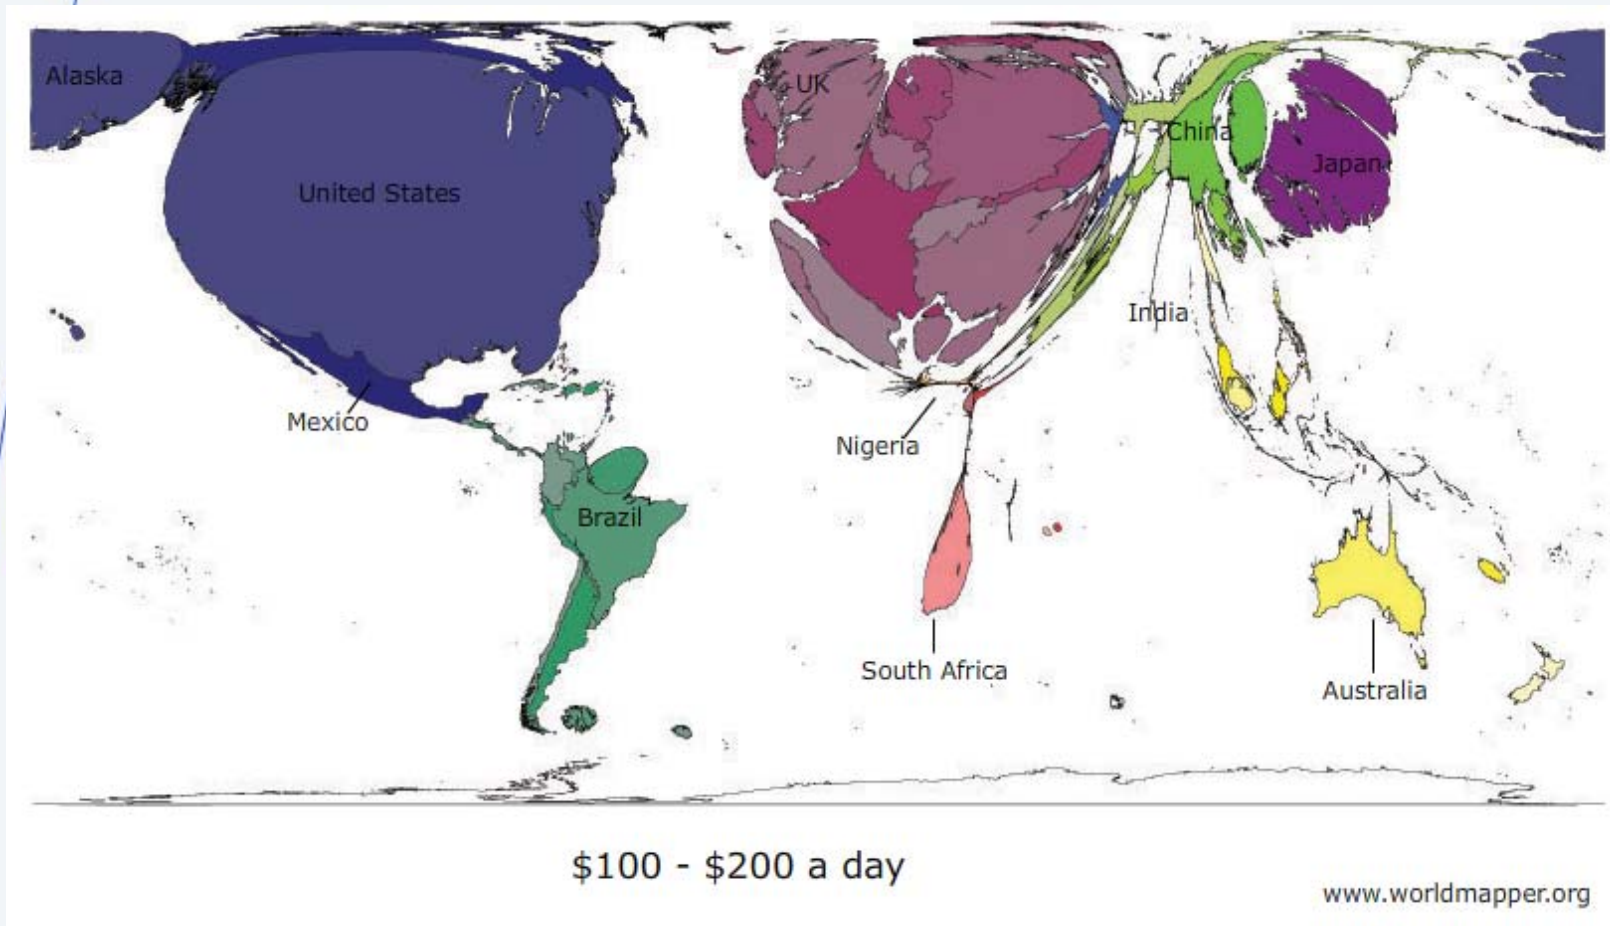 Alaska
UK
China
Japan
United States
India
Mexico
Nigeria
Brazil
South Africa
Australia
$100 - $200 a day
www.worldmapper.org